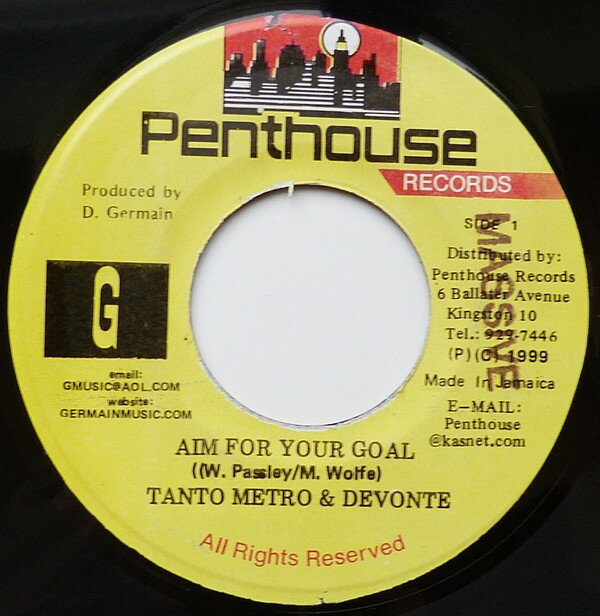 Penthouse
RECORDS
Produced by
D. Germain
G
email:
GMUSIC@AOL.COM
website:
GERMAINMUSIC.COM
SIDE 1
Distributed by:
Penthouse Records
6 Ballater Avenue
Kingston 10
Tel.: 929-7446
(P)(C) 1999
Made In Jamaica
E-MAIL:
Penthouse
@kasnet.com
MASSIVE
AIM FOR YOUR GOAL
((W. Passley/M. Wolfe)
TANTO METRO & DEVONTE
All Rights Reserved